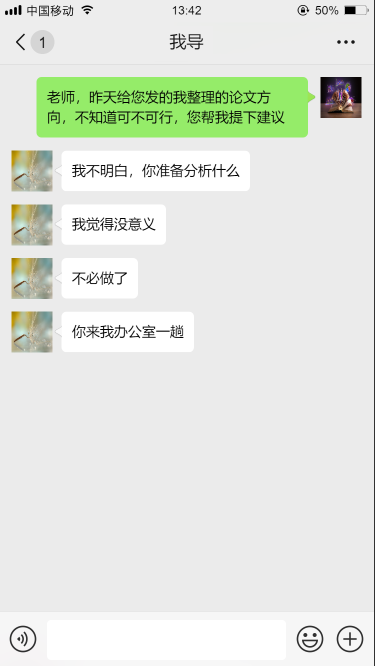 中国移动 13:42 50%
1 我导
老师，昨天给您发的我整理的论文方
向，不知道可不可行，您帮我提下建议
我不明白，你准备分析什么
我觉得没意义
不必做了
你来我办公室一趟